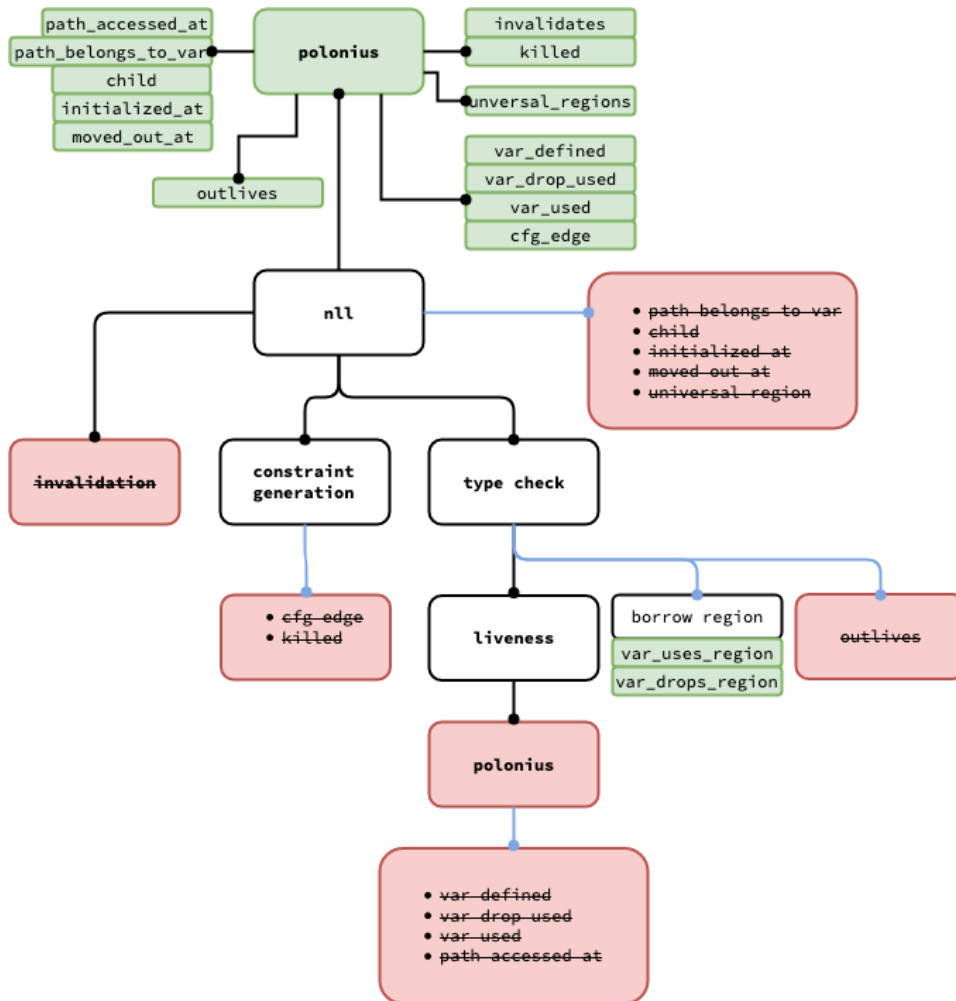 path_accessed_at
path_belongs_to_var
child
initialized_at
moved_out_at
polonius
invalidates
killed
unversal_regions
outlives
var_defined
var_drop_used
var_used
cfg_edge
nll
path belongs to var
child
initialized at
moved out at
universal region
invalidation
constraint
generation
type check
cfg edge
killed
liveness
borrow region
var_uses_region
var_drops_region
outlives
polonius
var defined
var drop used
var used
path accessed at